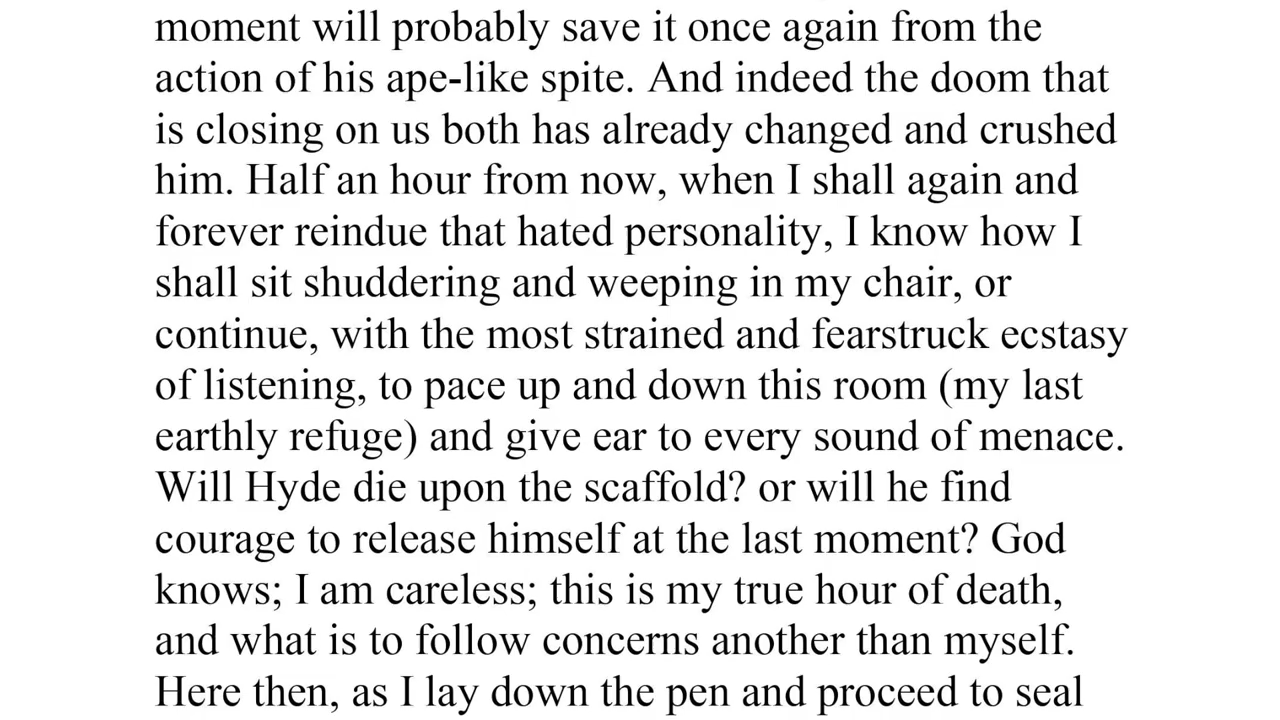 moment will probably save it once again from the
action of his ape-like spite. And indeed the doom that
is closing on us both has already changed and crushed
him. Half an hour from now, when I shall again and
forever reindue that hated personality, I know how I
shall sit shuddering and weeping in my chair, or
continue, with the most strained and fearstruck ecstasy
of listening, to pace up and down this room (my last
earthly refuge) and give ear to every sound of menace.
Will Hyde die upon the scaffold? or will he find
courage to release himself at the last moment? God
knows; I am careless; this is my true hour of death,
and what is to follow concerns another than myself.
Here then, as I lay down the pen and proceed to seal